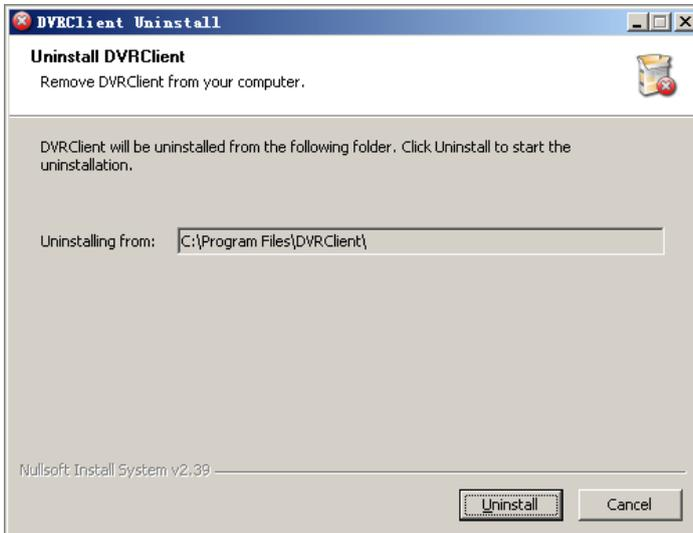 DVRClient Uninstall
Uninstall DVRClient
Remove DVRClient from your computer.
DVRClient will be uninstalled from the following folder. Click Uninstall to start the
uninstallation.
Uninstalling from: C:\Program Files\DVRClient\
Nullsoft Install System v2.39
Uninstall Cancel